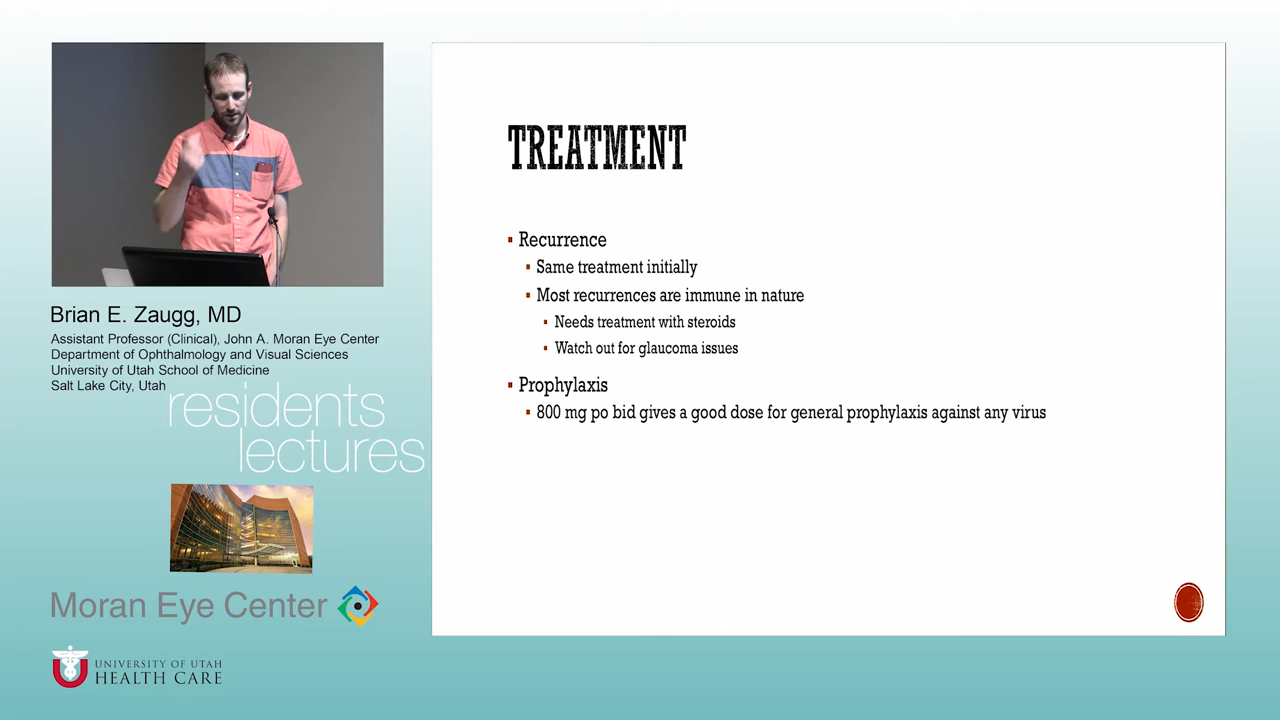 Brian E. Zaugg, MD
Assistant Professor (Clinical), John A. Moran Eye Center
Department of Ophthalmology and Visual Sciences
University of Utah School of Medicine
Salt Lake City, Utah
residents
lectures
Moran Eye Center
UNIVERSITY OF UTAH
HEALTH CARE
TREATMENT
▪ Recurrence
▪ Same treatment initially
▪ Most recurrences are immune in nature
▪ Needs treatment with steroids
▪ Watch out for glaucoma issues
▪ Prophylaxis
▪ 800 mg po bid gives a good dose for general prophylaxis against any virus